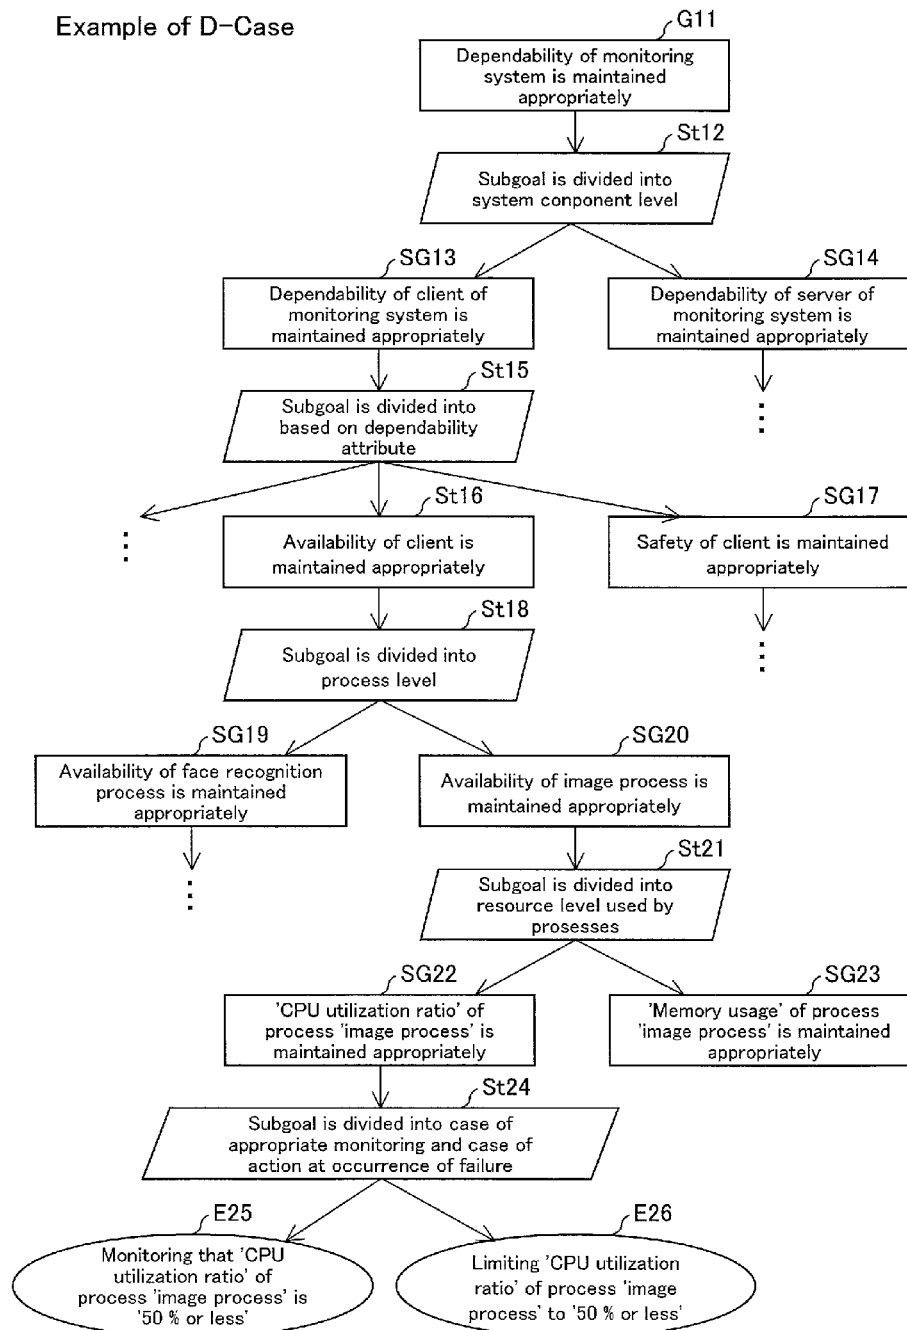 Example of D-Case
G11
Dependability of monitoring
system is maintained
appropriately
St12
Subgoal is divided into
system conponent level
SG13
Dependability of client of
monitoring system is
maintained appropriately
SG14
Dependability of server of
monitoring system is
maintained appropriately
St15
Subgoal is divided into
based on dependability
attribute
St16
Availability of client is
maintained appropriately
SG17
Safety of client is maintained
appropriately
St18
Subgoal is divided into
process level
SG19
Availability of face recognition
process is maintained
appropriately
SG20
Availability of image process is
maintained appropriately
St21
Subgoal is divided into
resource level used by
prosesses
SG22
'CPU utilization ratio' of
process 'image process' is
maintained appropriately
SG23
'Memory usage' of process
'image process' is maintained
appropriately
St24
Subgoal is divided into case of
appropriate monitoring and case of
action at occurrence of failure
E25
Monitoring that 'CPU
utilization ratio' of
process 'image process' is
'50 % or less'
E26
Limiting 'CPU utilization
ratio' of process 'image
process' to '50 % or less'